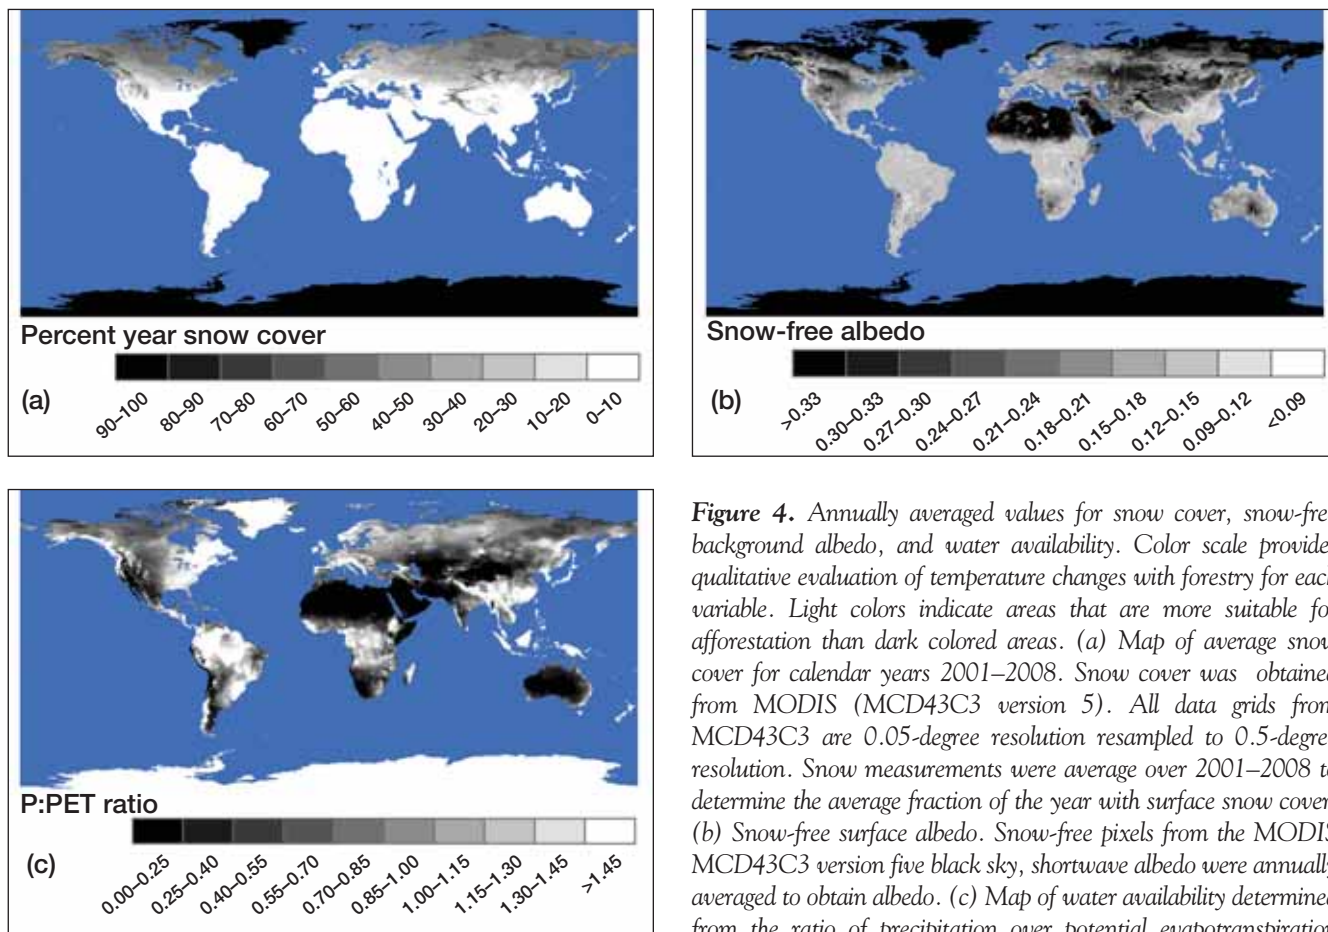 Percent year snow cover
(a)
90–100
80–90
70–80
60–70
50–60
40–50
30–40
20–30
10–20
0–10
Snow-free albedo
(b)
>0.33
0.30–0.33
0.27–0.30
0.24–0.27
0.21–0.24
0.18–0.21
0.15–0.18
0.12–0.15
0.09–0.12
<0.09
P:PET ratio
(c)
0.00–0.25
0.25–0.40
0.40–0.55
0.55–0.70
0.70–0.85
0.85–1.00
1.00–1.15
1.15–1.30
1.30–1.45
>1.45
Figure 4. Annually averaged values for snow cover, snow-fre
background albedo, and water availability. Color scale provide
qualitative evaluation of temperature changes with forestry for each
variable. Light colors indicate areas that are more suitable fo
afforestation than dark colored areas. (a) Map of average snow
cover for calendar years 2001–2008. Snow cover was obtained
from MODIS (MCD43C3 version 5). All data grids from
MCD43C3 are 0.05-degree resolution resampled to 0.5-degre
resolution. Snow measurements were average over 2001–2008 t
determine the average fraction of the year with surface snow cover
(b) Snow-free surface albedo. Snow-free pixels from the MODIS
MCD43C3 version five black sky, shortwave albedo were annually
averaged to obtain albedo. (c) Map of water availability determined
from the ratio of precipitation over potential evapotranspiration